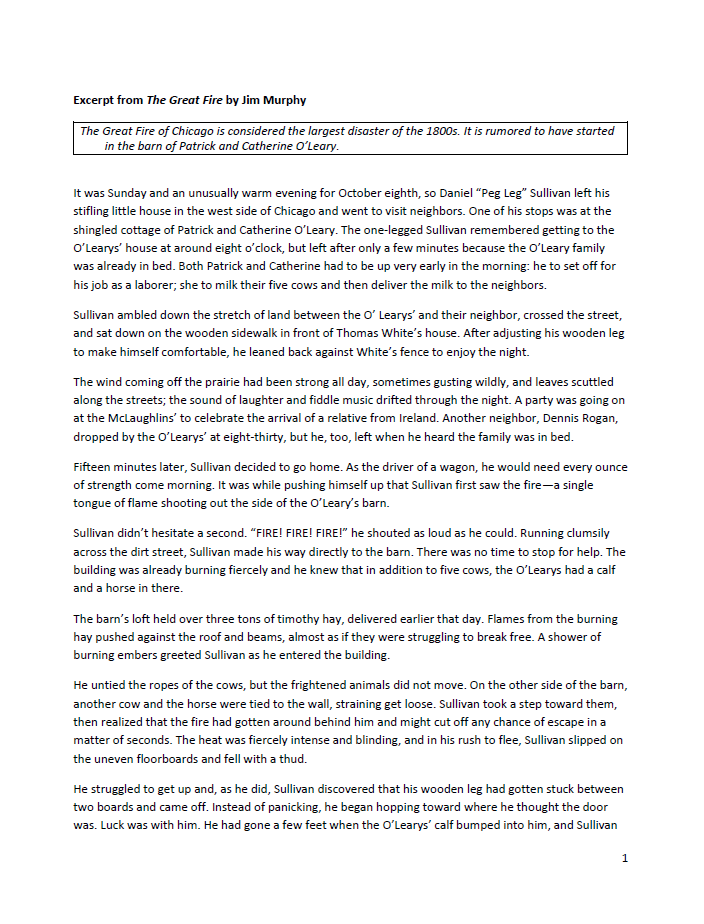 Excerpt from The Great Fire by Jim Murphy
The Great Fire of Chicago is considered the largest disaster of the 1800s. It is rumored to have started
in the barn of Patrick and Catherine O’Leary.
It was Sunday and an unusually warm evening for October eighth, so Daniel “Peg Leg” Sullivan left his
stifling little house in the west side of Chicago and went to visit neighbors. One of his stops was at the
shingled cottage of Patrick and Catherine O’Leary. The one-legged Sullivan remembered getting to the
O’Learys’ house at around eight o’clock, but left after only a few minutes because the O’Leary family
was already in bed. Both Patrick and Catherine had to be up very early in the morning: he to set off for
his job as a laborer; she to milk their five cows and then deliver the milk to the neighbors.
Sullivan ambled down the stretch of land between the O’ Learys’ and their neighbor, crossed the street,
and sat down on the wooden sidewalk in front of Thomas White’s house. After adjusting his wooden leg
to make himself comfortable, he leaned back against White’s fence to enjoy the night.
The wind coming off the prairie had been strong all day, sometimes gusting wildly, and leaves scuttled
along the streets; the sound of laughter and fiddle music drifted through the night. A party was going on
at the McLaughlins’ to celebrate the arrival of a relative from Ireland. Another neighbor, Dennis Rogan,
dropped by the O’Learys’ at eight-thirty, but he, too, left when he heard the family was in bed.
Fifteen minutes later, Sullivan decided to go home. As the driver of a wagon, he would need every ounce
of strength come morning. It was while pushing himself up that Sullivan first saw the fire—a single
tongue of flame shooting out the side of the O’Leary’s barn.
Sullivan didn’t hesitate a second. “FIRE! FIRE! FIRE!” he shouted as loud as he could. Running clumsily
across the dirt street, Sullivan made his way directly to the barn. There was no time to stop for help. The
building was already burning fiercely and he knew that in addition to five cows, the O’Learys had a calf
and a horse in there.
The barn’s loft held over three tons of timothy hay, delivered earlier that day. Flames from the burning
hay pushed against the roof and beams, almost as if they were struggling to break free. A shower of
burning embers greeted Sullivan as he entered the building.
He untied the ropes of the cows, but the frightened animals did not move. On the other side of the barn,
another cow and the horse were tied to the wall, straining get loose. Sullivan took a step toward them,
then realized that the fire had gotten around behind him and might cut off any chance of escape in a
matter of seconds. The heat was fiercely intense and blinding, and in his rush to flee, Sullivan slipped on
the uneven floorboards and fell with a thud.
He struggled to get up and, as he did, Sullivan discovered that his wooden leg had gotten stuck between
two boards and came off. Instead of panicking, he began hopping toward where he thought the door
was. Luck was with him. He had gone a few feet when the O’Learys’ calf bumped into him, and Sullivan
1